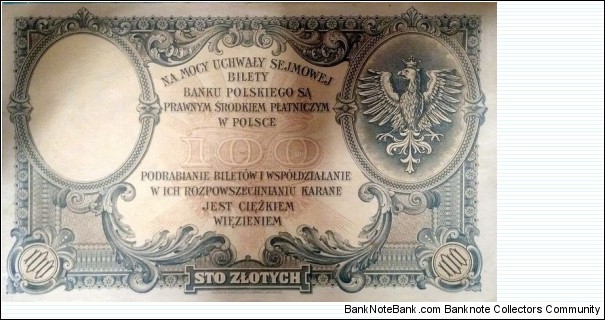 NA MOCY UCHWAŁY SEJMOWEJ
BILETY
BANKU POLSKIEGO SĄ
PRAWNYM ŚRODKIEM PŁATNICZYM
W POLSCE
100
PODRABIANIE BILETÓW I WSPÓŁDZIAŁANIE
W ICH ROZPOWSZECHNIANIU KARANE
JEST CIĘŻKIEM
WIĘZIENIEM
100
100
STO ZŁOTYCH
BankNoteBank.com Banknote Collectors Community